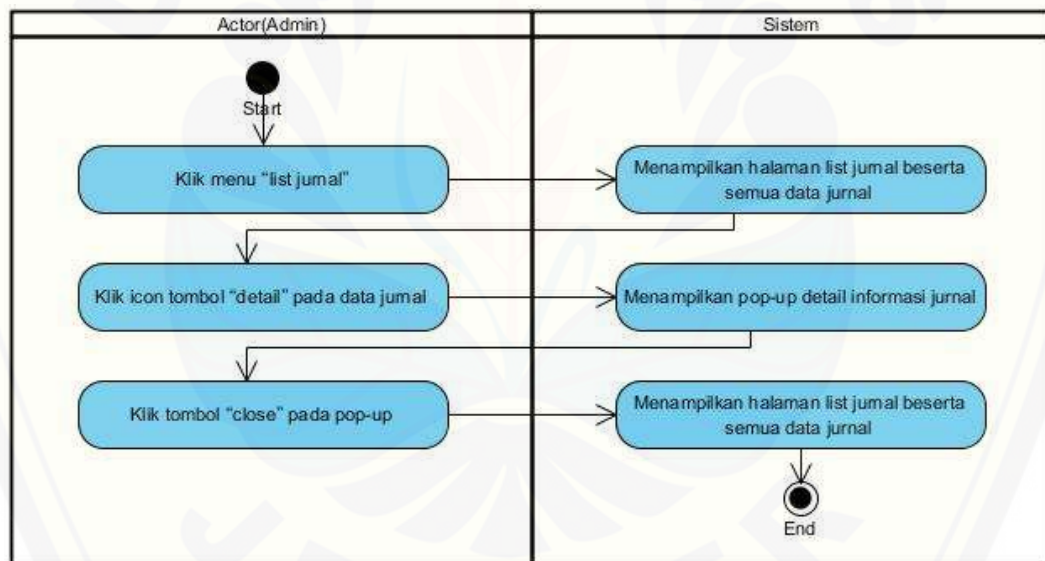 Actor(Admin)
Sistem
Start
Klik menu “list jurnal”
Menampilkan halaman list jurnal beserta
semua data jurnal
Klik icon tombol “detail” pada data jurnal
Menampilkan pop-up detail informasi jurnal
Klik tombol “close” pada pop-up
Menampilkan halaman list jurnal beserta
semua data jurnal
End